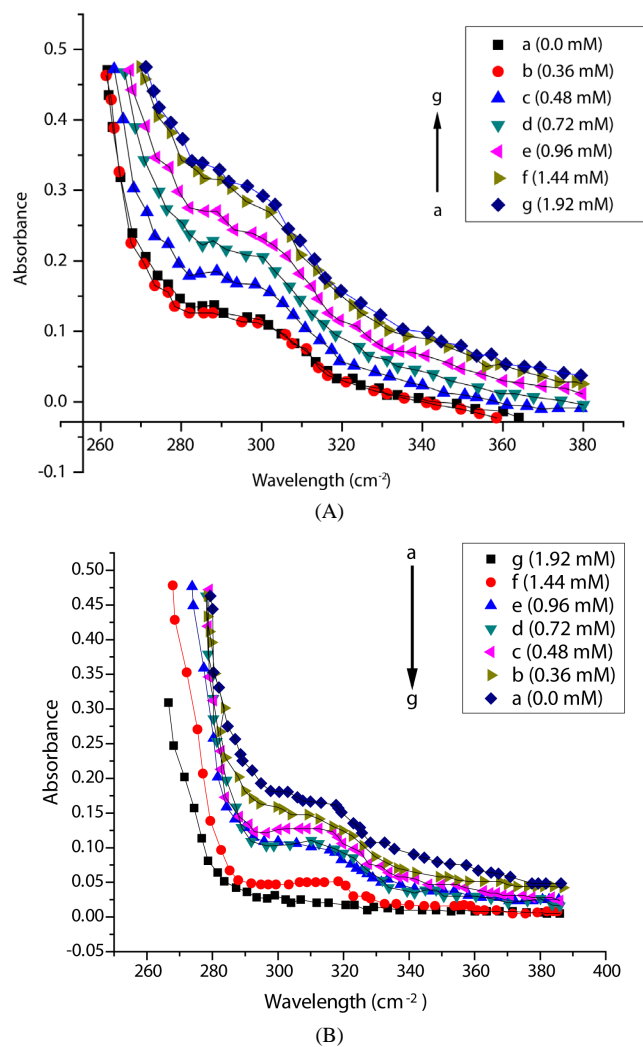 0.5
0.4
0.3
0.2
0.1
0.0
-0.1
Absorbance
260 280 300 320 340 360 380
Wavelength (cm-2)
g
a
a (0.0 mM)
b (0.36 mM)
c (0.48 mM)
d (0.72 mM)
e (0.96 mM)
f (1.44 mM)
g (1.92 mM)
(A)
0.50
0.45
0.40
0.35
0.30
0.25
0.20
0.15
0.10
0.05
0.00
-0.05
Absorbance
260 280 300 320 340 360 380 400
Wavelength (cm-2 )
a
g
g (1.92 mM)
f (1.44 mM)
e (0.96 mM)
d (0.72 mM)
c (0.48 mM)
b (0.36 mM)
a (0.0 mM)
(B)